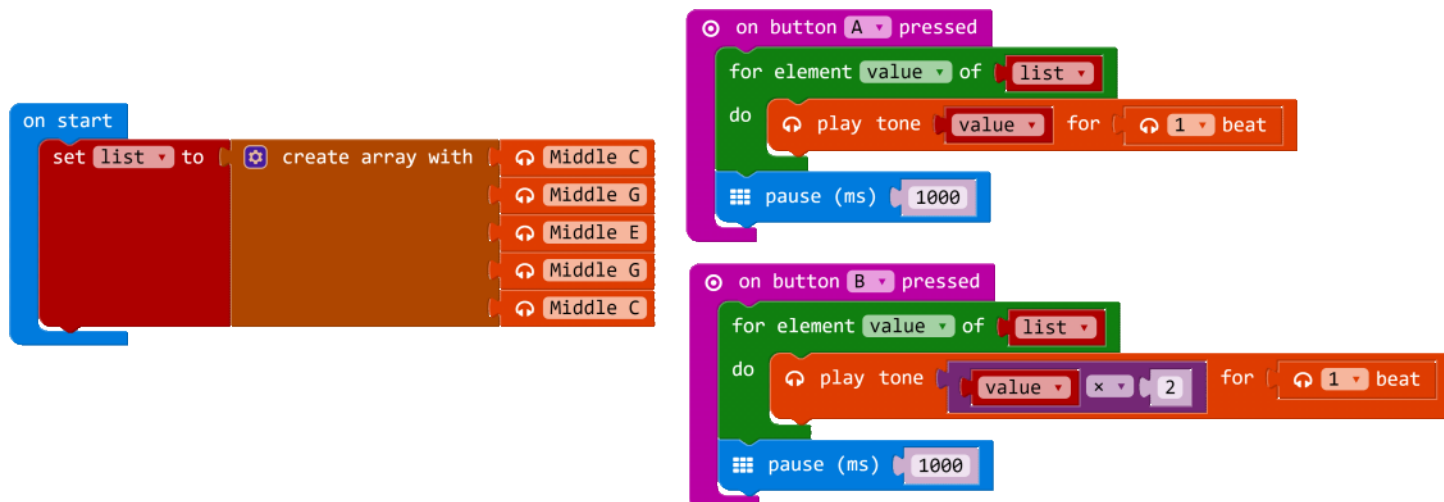 on start
set list to create array with Middle C
Middle G
Middle E
Middle G
Middle C
on button A pressed
for element value of list
do play tone value for 1 beat
pause (ms) 1000
on button B pressed
for element value of list
do play tone value × 2 for 1 beat
pause (ms) 1000